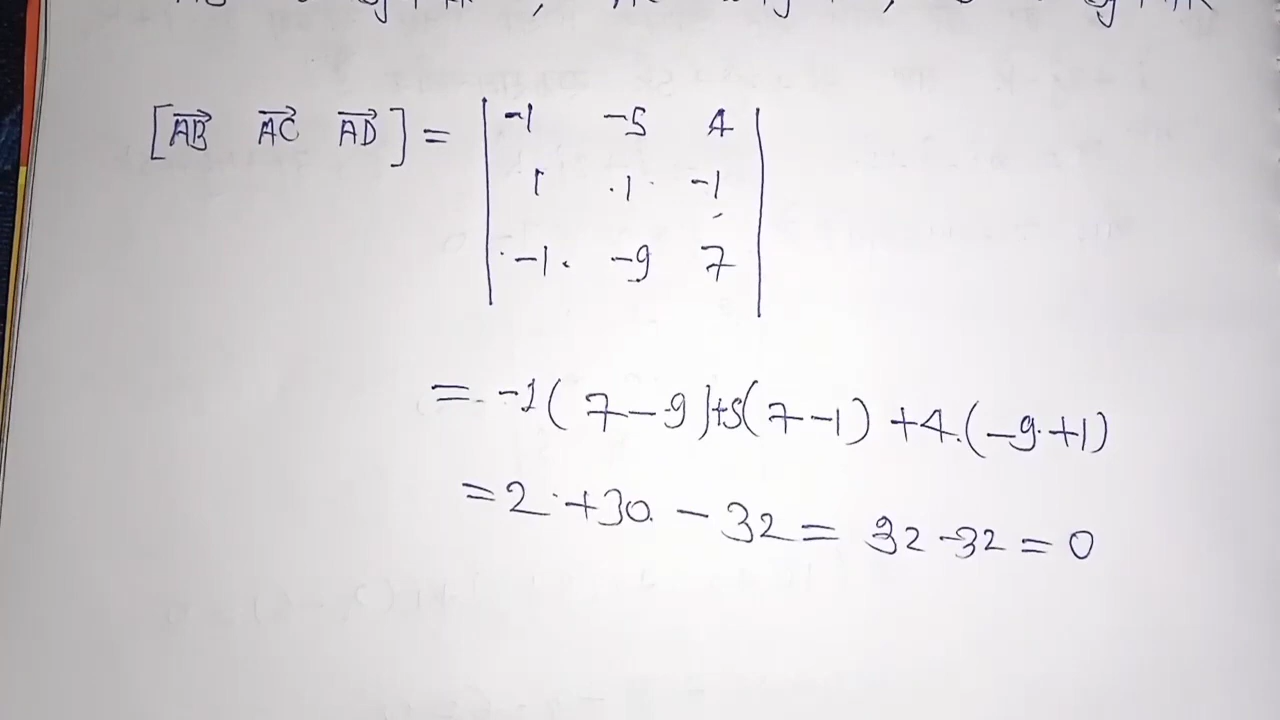 [AB AC AD] = | -1 -5 4 |
| 1 1 -1 |
| -1 -9 7 |
= -1(7-9)+5(7-1)+4.(-9+1)
= 2 + 30 - 32 = 32-32 = 0